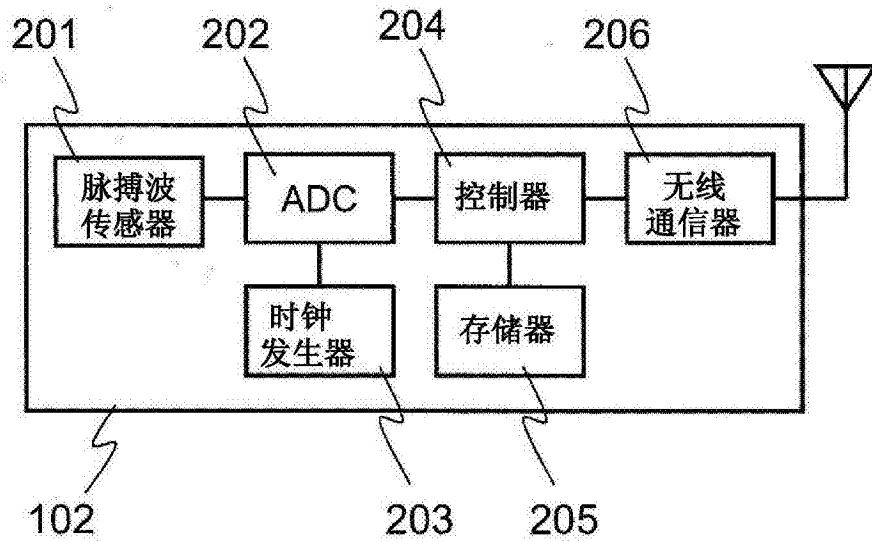 201
202
204
206
脉搏波
传感器
ADC
控制器
无线
通信器
时钟
发生器
存储器
102
203
205